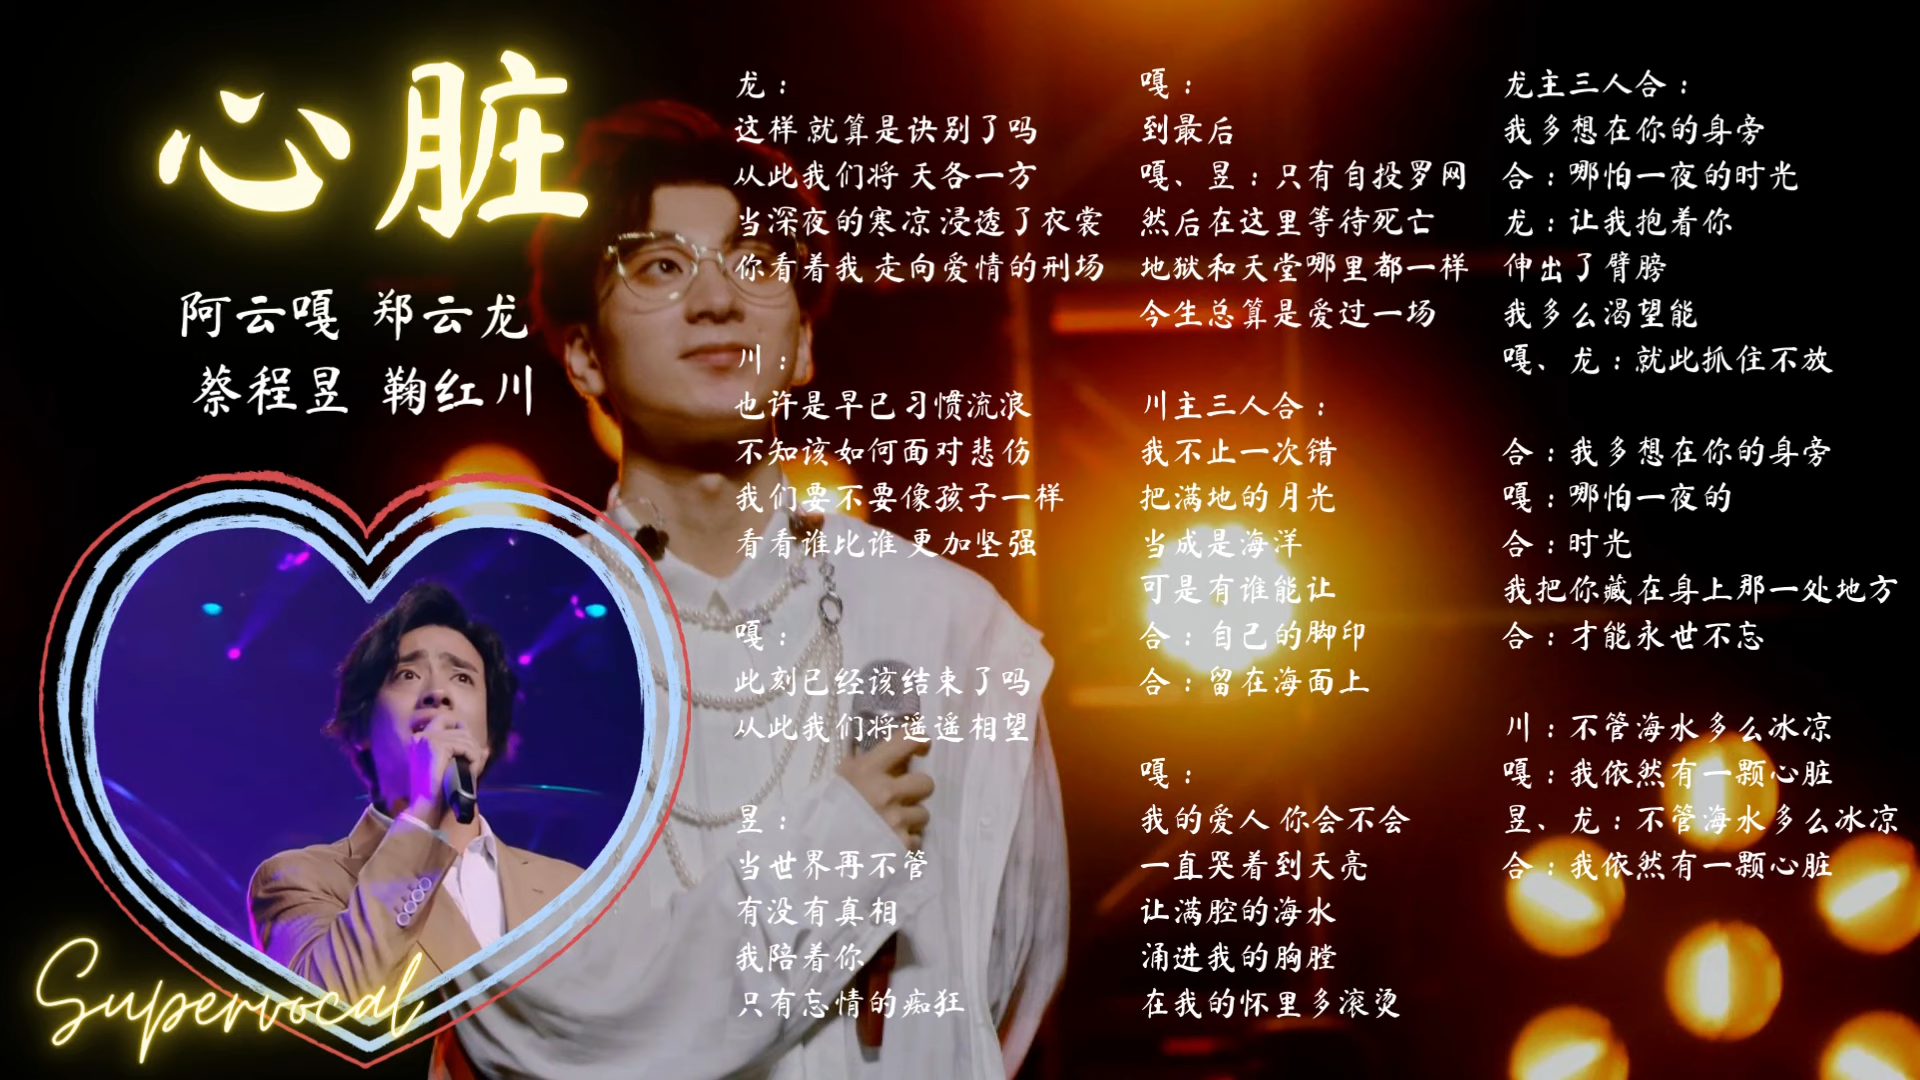 心脏
阿云嘎 郑云龙
蔡程昱 鞠红川
Supervocal
龙：
这样 就算是诀别了吗
从此我们将 天各一方
当深夜的寒凉 浸透了衣裳
你看着我 走向爱情的刑场
川：
也许是早已习惯流浪
不知该如何面对悲伤
我们要不要像孩子一样
看看谁比谁 更加坚强
嘎：
此刻已经该结束了吗
从此我们将遥遥相望
昱：
当世界再不管
有没有真相
我陪着你
只有忘情的痴狂
嘎：
到最后
嘎、昱：只有自投罗网
然后在这里等待死亡
地狱和天堂哪里都一样
今生总算是爱过一场
川主三人合：
我不止一次错
把满地的月光
当成是海洋
可是有谁能让
合：自己的脚印
合：留在海面上
嘎：
我的爱人 你会不会
一直哭着到天亮
让满腔的海水
涌进我的胸膛
在我的怀里多滚烫
龙主三人合：
我多想在你的身旁
合：哪怕一夜的时光
龙：让我抱着你
伸出了臂膀
我多么渴望能
嘎、龙：就此抓住不放
合：我多想在你的身旁
嘎：哪怕一夜的
合：时光
我把你藏在身上那一处地方
合：才能永世不忘
川：不管海水多么冰凉
嘎：我依然有一颗心脏
昱、龙：不管海水多么冰凉
合：我依然有一颗心脏